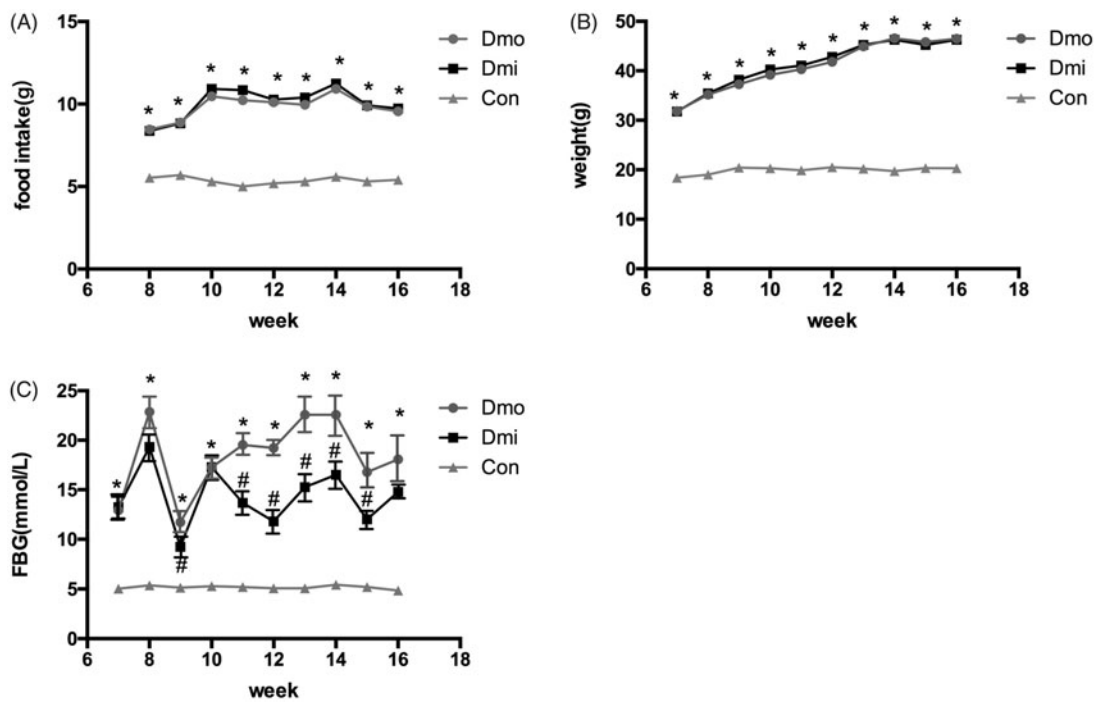 (A)
15
10
5
0
food intake(g)
* * * * * * * * *
6 8 10 12 14 16 18
week
Dmo
Dmi
Con
(B)
50
40
30
20
10
0
weight(g)
* * * * * * * * * *
6 8 10 12 14 16 18
week
Dmo
Dmi
Con
(C)
25
20
15
10
5
0
FBG(mmol/L)
* * * * * * * * * *
# # # # # #
6 8 10 12 14 16 18
week
Dmo
Dmi
Con